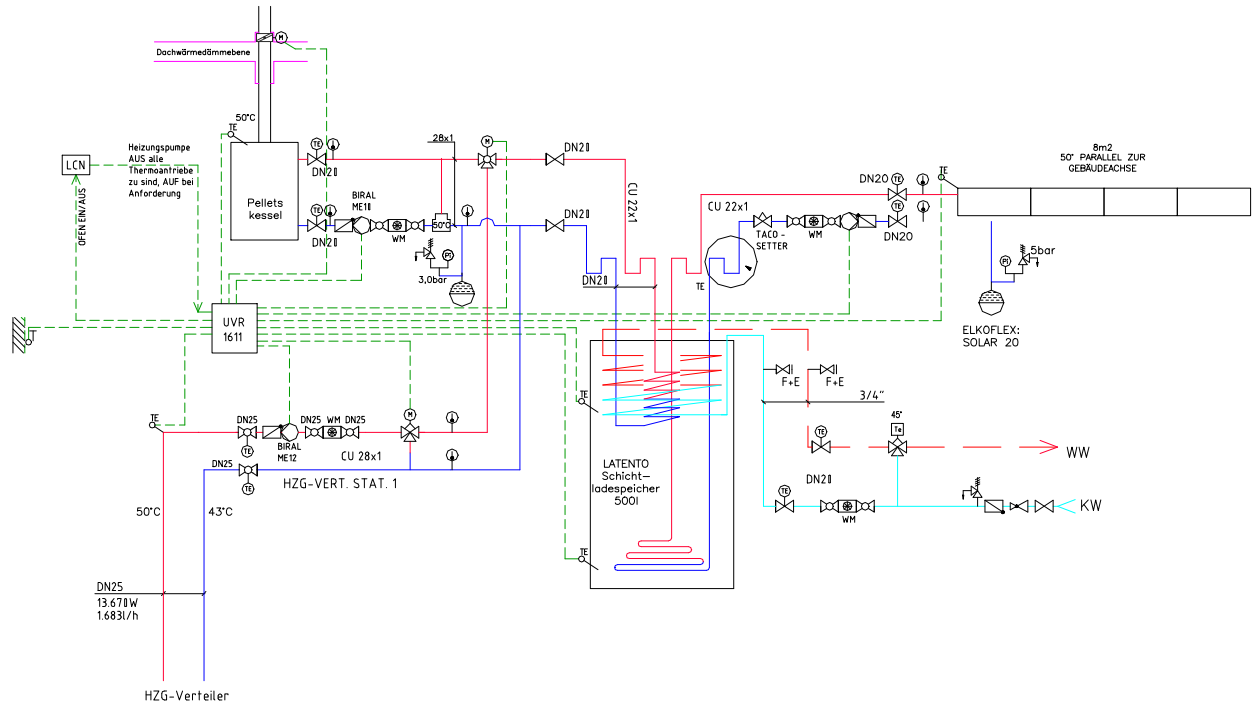 M
Dachwärmedämmebene
50°C
TE
28x1
M
LCN
Heizungspumpe
AUS alle
Thermoantriebe
zu sind, AUF bei
Anforderung
OFEN EIN/AUS
Pellets
kessel
TE
DN20
TE
DN20
BIRAL
ME10
WM
50°C
PI
3,0bar
DN20
DN20
CU 22x1
DN20
8m2
50° PARALLEL ZUR
GEBÄUDEACHSE
TE
DN20
TE
CU 22x1
TE
DN20
TACO-
SETTER
WM
TE
PI
5bar
ELKOFLEX:
SOLAR 20
UVR
1611
T
F+E
F+E
3/4"
TE
TE
DN25
TE
BIRAL
ME12
DN25
WM
DN25
M
CU 28x1
DN25
TE
HZG-VERT. STAT. 1
LATENTO
Schicht-
ladespeicher
500l
TE
45°
Te
TE
WW
DN20
TE
WM
KW
50°C
43°C
DN25
13.670W
1.683l/h
HZG-Verteiler